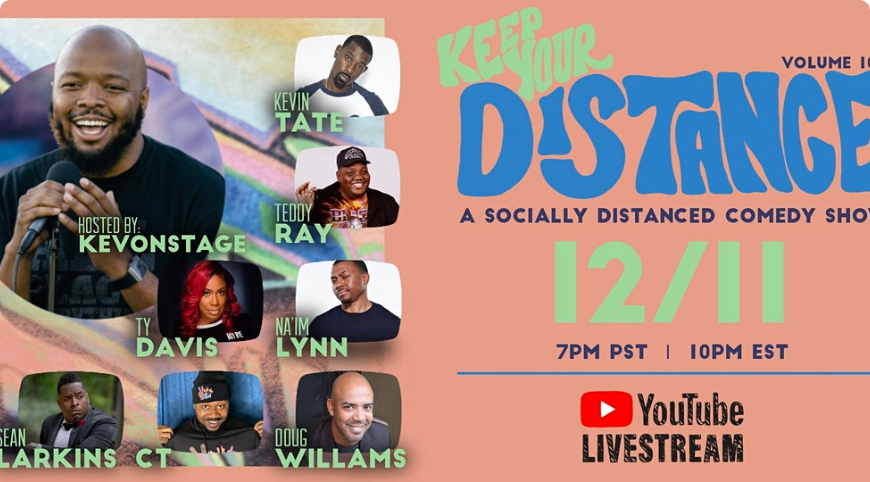 KEVIN
TATE
TEDDY
RAY
HOSTED BY:
KEVONSTAGE
TY
DAVIS
NA'IM
LYNN
SEAN
LARKINS
CT
DOUG
WILLAMS
KEEP
YOUR
VOLUME
DISTANCE
A SOCIALLY DISTANCED COMEDY SHOW
12/11
7PM PST | 10PM EST
YouTube
LIVESTREAM